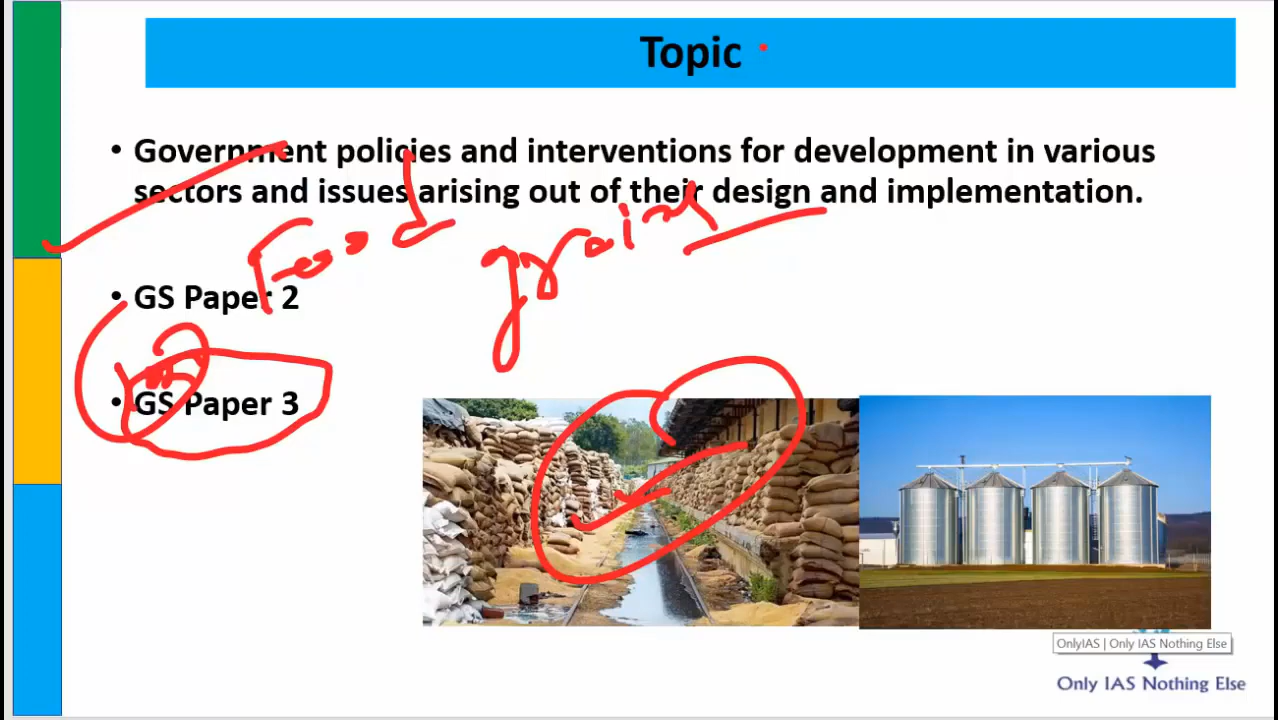 Topic
• Government policies and interventions for development in various
sectors and issues arising out of their design and implementation.
Food grains
• GS Paper 2
• GS Paper 3
OnlyIAS | Only IAS Nothing Else
Only IAS Nothing Else